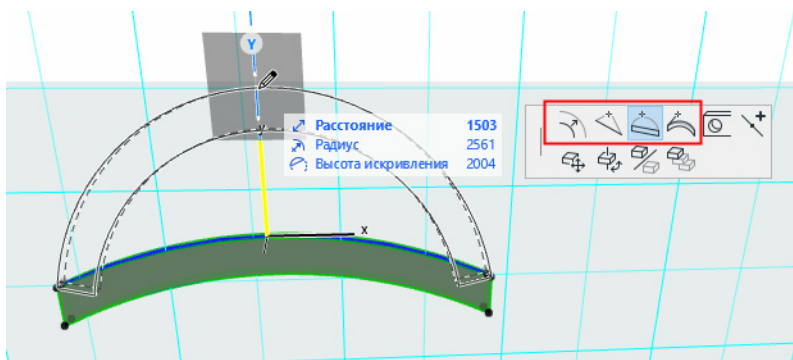 Y
Расстояние 1503
Радиус 2561
Высота искривления 2004
x